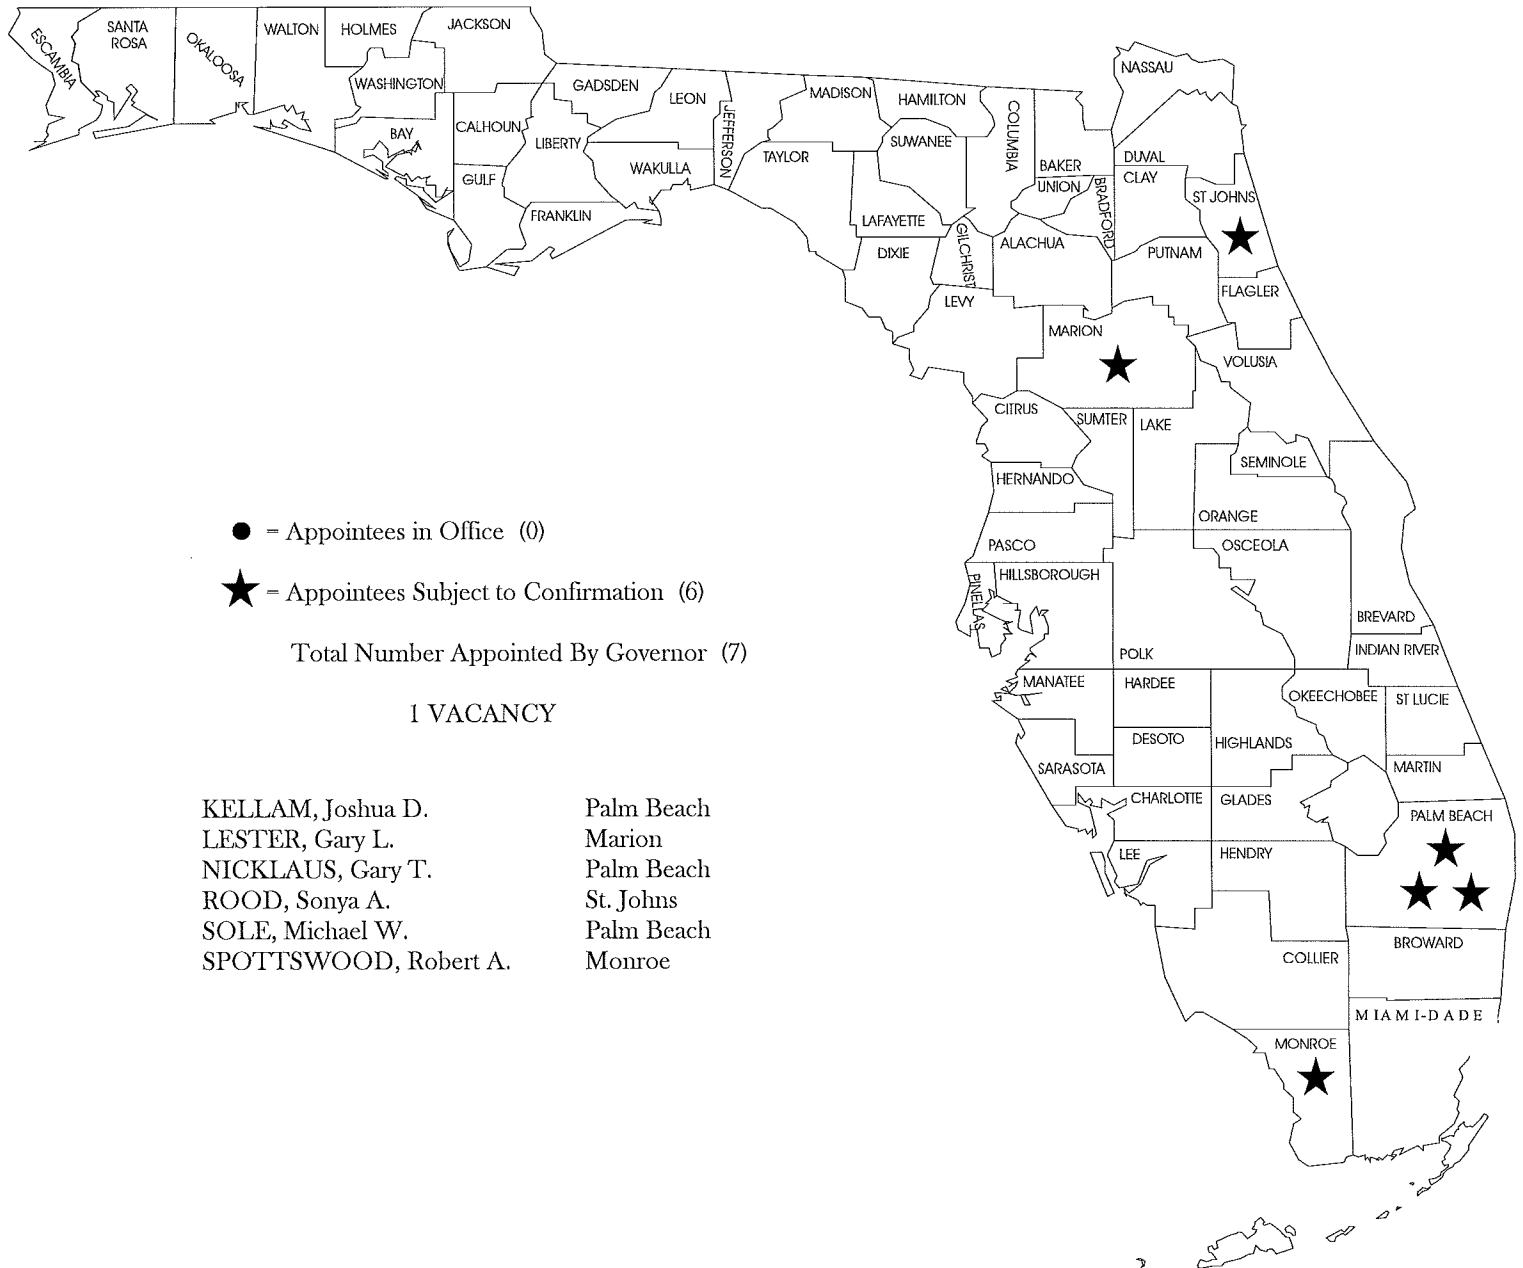 ESCAMBIA
SANTA
ROSA
OKALOOSA
WALTON
HOLMES
JACKSON
WASHINGTON
BAY
CALHOUN
GULF
GADSDEN
LIBERTY
FRANKLIN
LEON
WAKULLA
JEFFERSON
TAYLOR
MADISON
HAMILTON
SUWANEE
LAFAYETTE
DIXIE
GILCHRIST
COLUMBIA
BAKER
UNION
BRADFORD
NASSAU
DUVAL
CLAY
ST JOHNS
ALACHUA
PUTNAM
FLAGLER
LEVY
MARION
VOLUSIA
CITRUS
SUMTER
LAKE
SEMINOLE
HERNANDO
ORANGE
PASCO
OSCEOLA
PINELLAS
HILLSBOROUGH
POLK
BREVARD
INDIAN RIVER
MANATEE
HARDEE
OKEECHOBEE
ST LUCIE
DESOTO
HIGHLANDS
SARASOTA
MARTIN
CHARLOTTE
GLADES
PALM BEACH
LEE
HENDRY
BROWARD
COLLIER
MIAMI-DADE
MONROE
● = Appointees in Office (0)
★ = Appointees Subject to Confirmation (6)
Total Number Appointed By Governor (7)
1 VACANCY
KELLAM, Joshua D. Palm Beach
LESTER, Gary L. Marion
NICKLAUS, Gary T. Palm Beach
ROOD, Sonya A. St. Johns
SOLE, Michael W. Palm Beach
SPOTTSWOOD, Robert A. Monroe